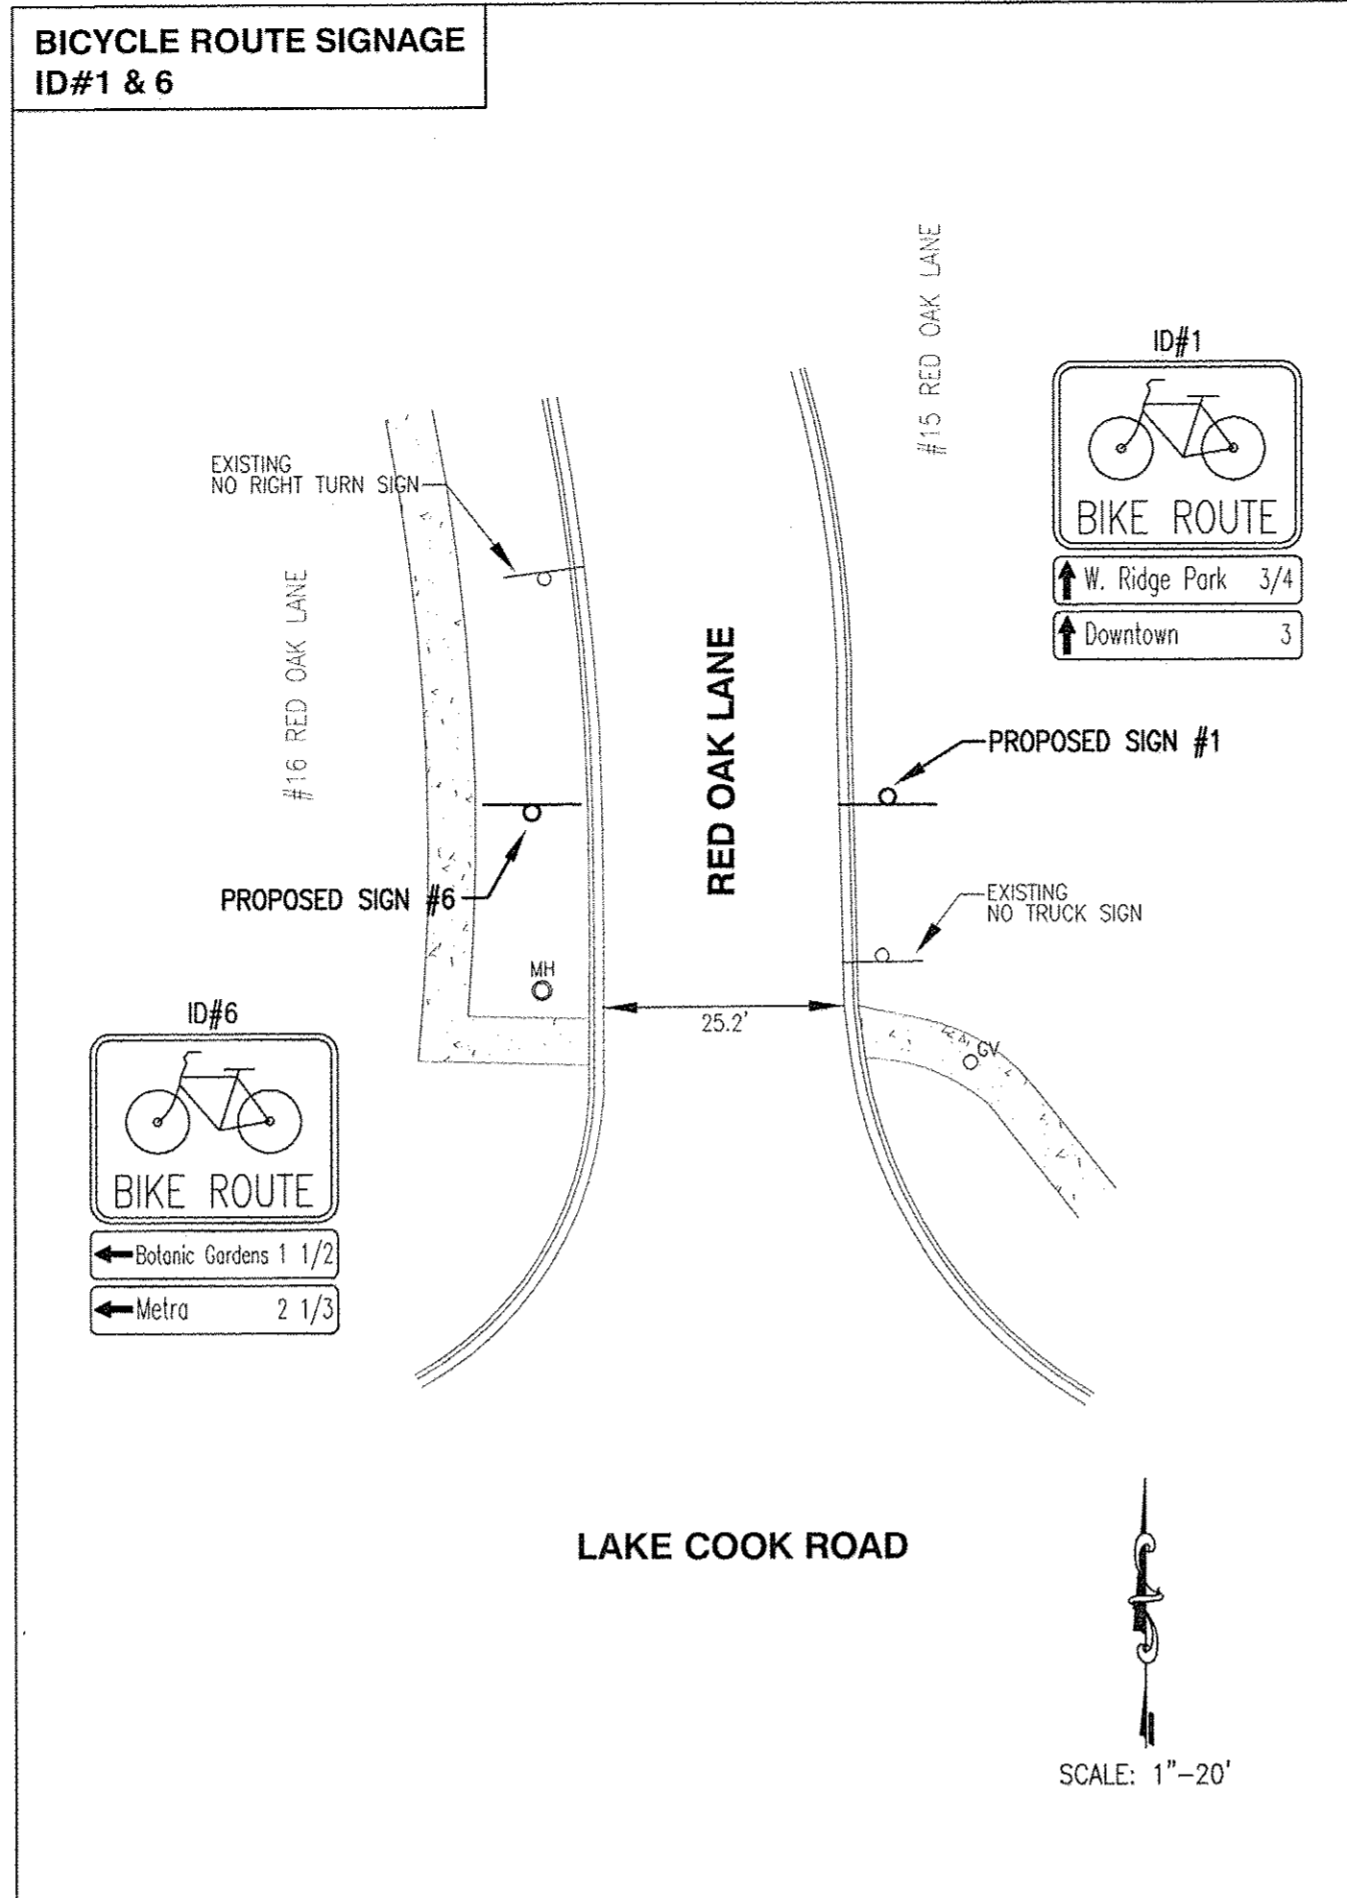 BICYCLE ROUTE SIGNAGE
ID#1 & 6
#15 RED OAK LANE
ID#1
BIKE ROUTE
W. Ridge Park 3/4
Downtown 3
EXISTING
NO RIGHT TURN SIGN
#16 RED OAK LANE
RED OAK LANE
PROPOSED SIGN #1
PROPOSED SIGN #6
EXISTING
NO TRUCK SIGN
MH
25.2'
GV
ID#6
BIKE ROUTE
Botanic Gardens 1 1/2
Metra 2 1/3
LAKE COOK ROAD
SCALE: 1"-20'